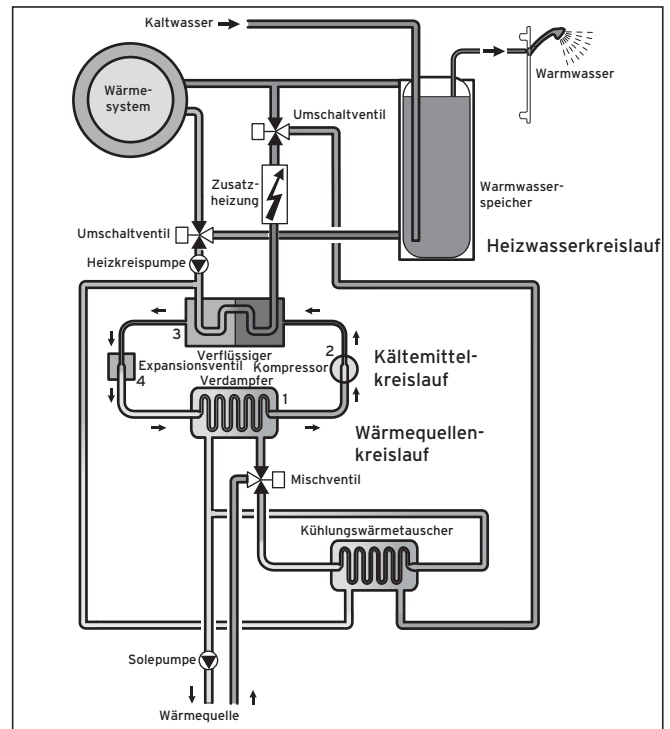 Kaltwasser
Wärme-
system
Umschaltventil
Warmwasser
Zusatz-
heizung
Warmwasser-
speicher
Umschaltventil
Heizwasserkreislauf
Heizkreispumpe
3
Verflüssiger
2
Expansionsventil
Kompressor
4
Kältemittel-
kreislauf
Verdampfer
1
Wärmequellen-
kreislauf
Mischventil
Kühlungswärmetauscher
Solepumpe
Wärmequelle